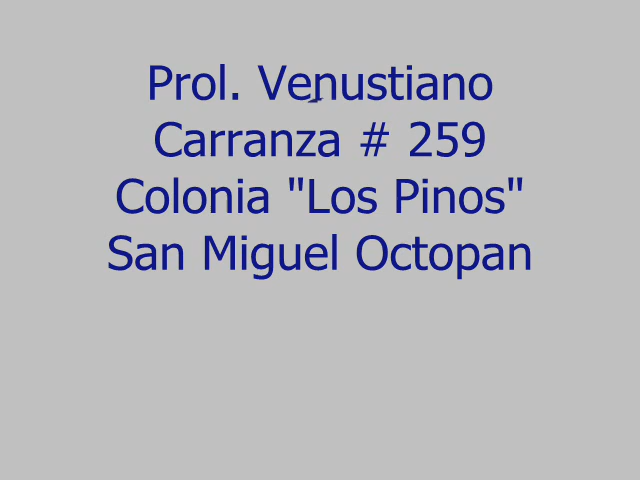 Prol. Venustiano
Carranza # 259
Colonia "Los Pinos"
San Miguel Octopan